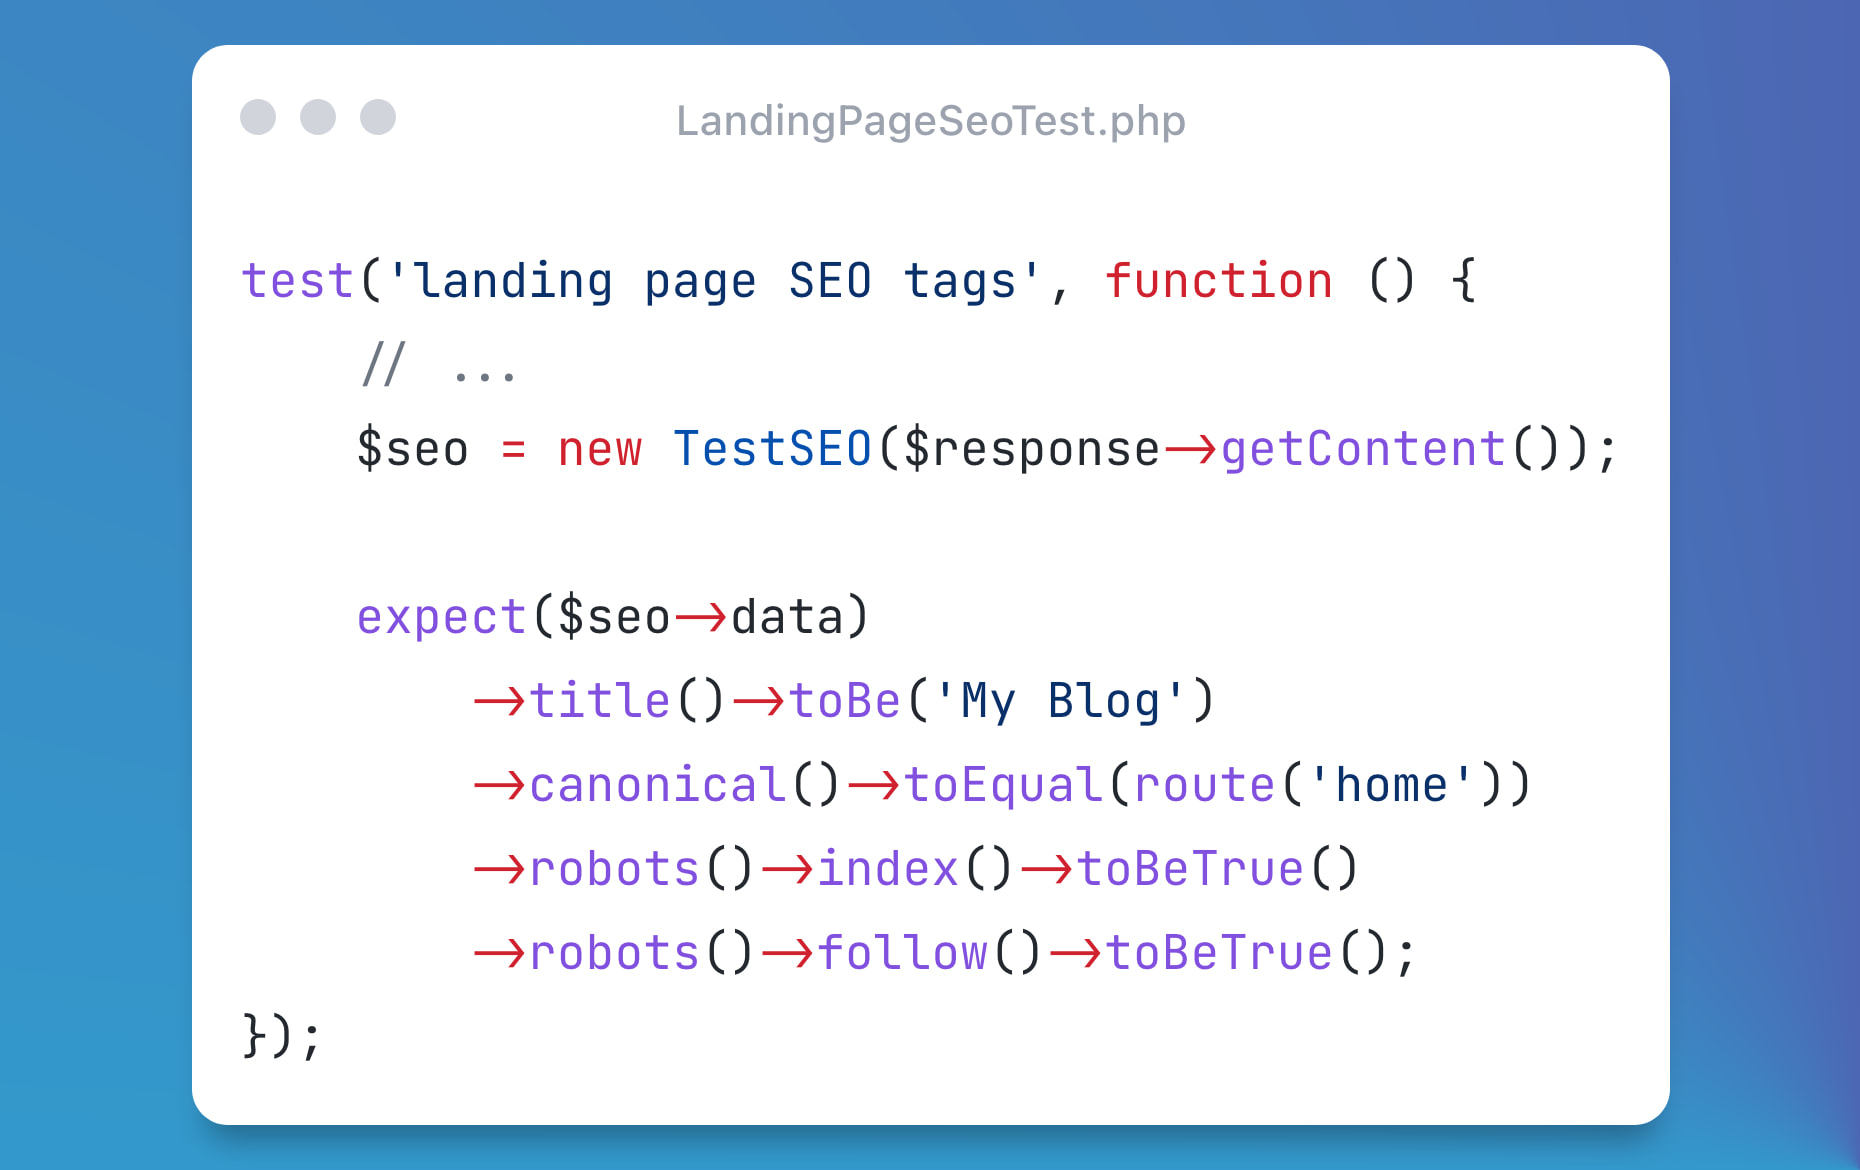 LandingPageSeoTest.php
test('landing page SEO tags', function () {
    // ...
    $seo = new TestSEO($response->getContent());

    expect($seo->data)
        ->title()->toBe('My Blog')
        ->canonical()->toEqual(route('home'))
        ->robots()->index()->toBeTrue()
        ->robots()->follow()->toBeTrue();
});